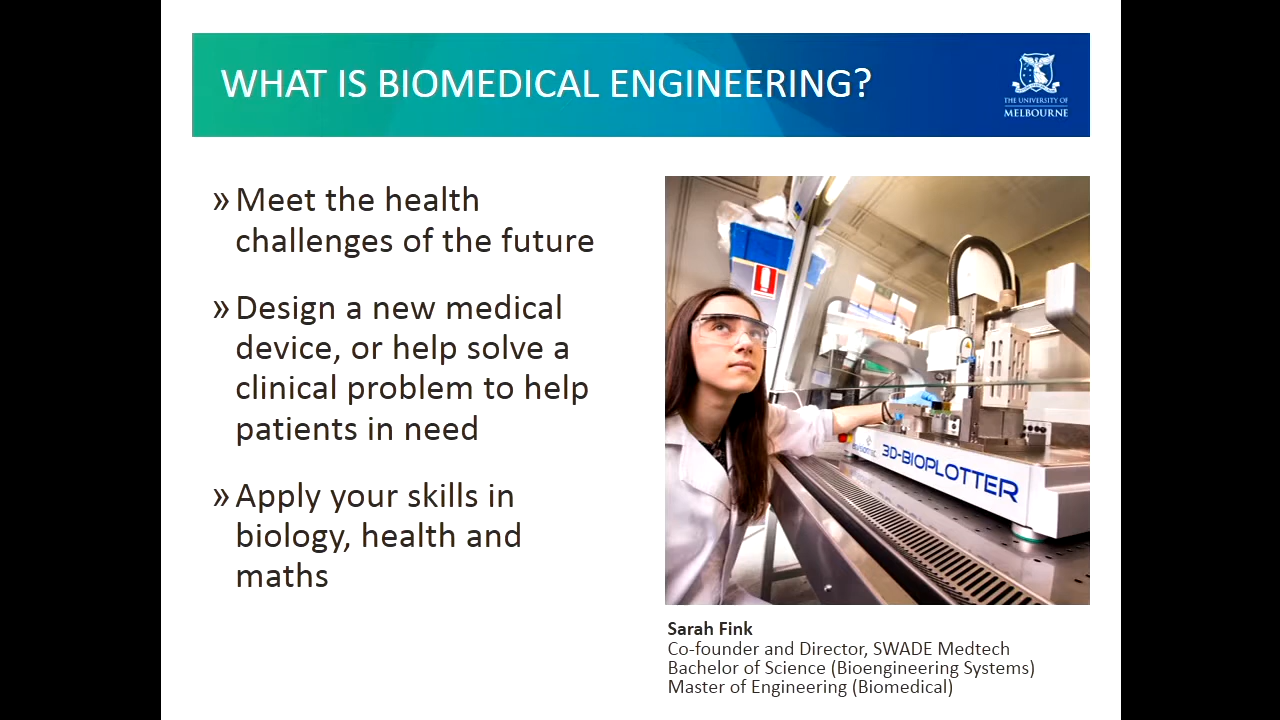 WHAT IS BIOMEDICAL ENGINEERING?
THE UNIVERSITY OF
MELBOURNE
» Meet the health
challenges of the future
» Design a new medical
device, or help solve a
clinical problem to help
patients in need
» Apply your skills in
biology, health and
maths
3D-BIOPLOTTER
Sarah Fink
Co-founder and Director, SWADE Medtech
Bachelor of Science (Bioengineering Systems)
Master of Engineering (Biomedical)